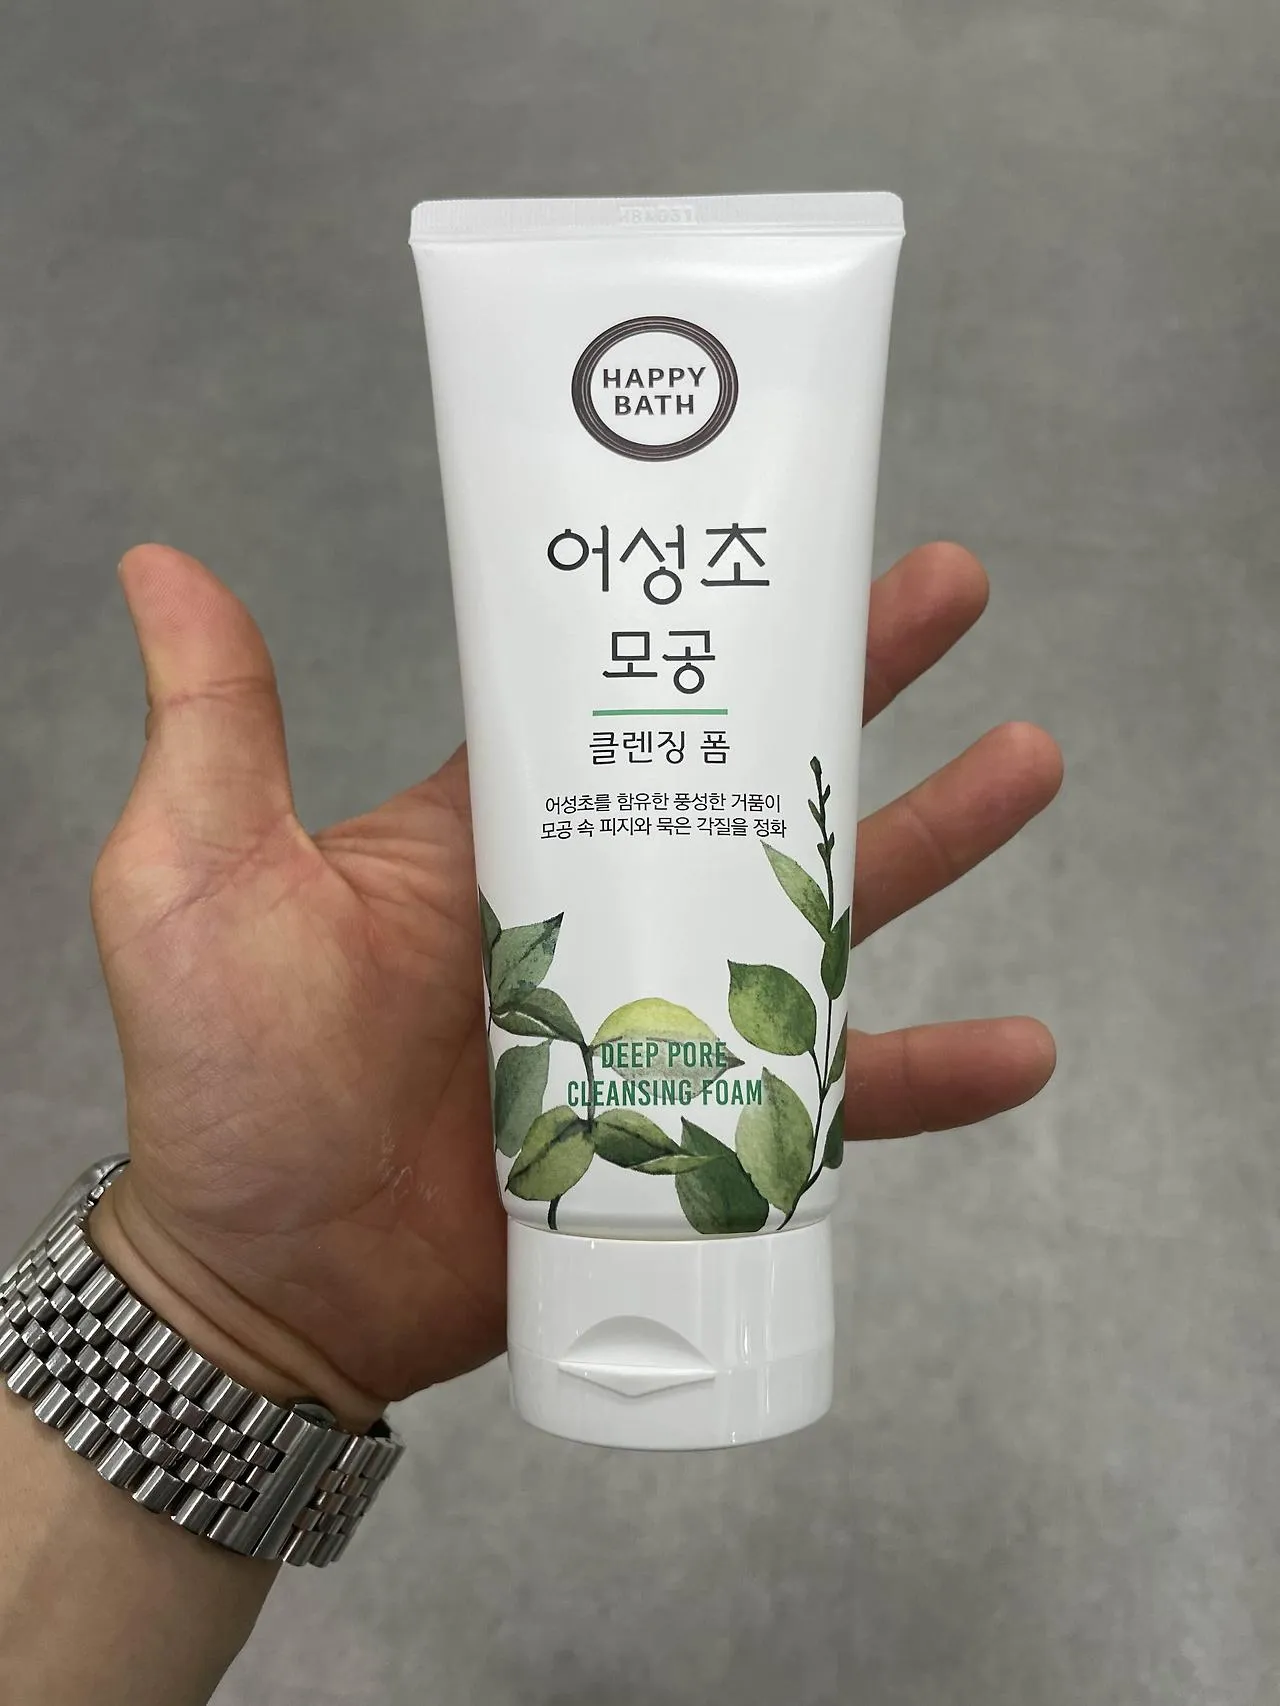 HAPPY
BATH
어성초
모공
클렌징 폼
어성초를 함유한 풍성한 거품이
모공 속 피지와 묵은 각질을 정화
DEEP PORE
CLEANSING FOAM